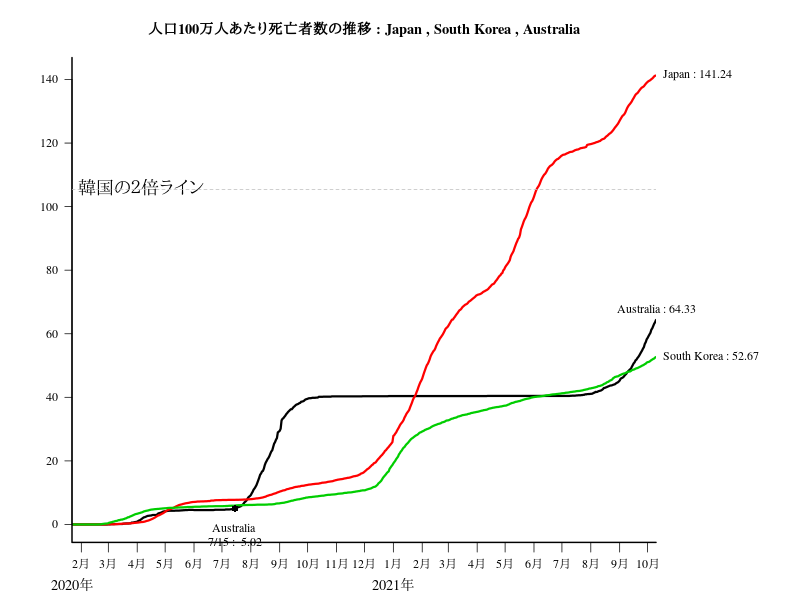 人口100万人あたり死亡者数の推移 : Japan , South Korea , Australia
140
120
100
80
60
40
20
0
Japan : 141.24
韓国の2倍ライン
Australia : 64.33
South Korea : 52.67
Australia
7/15 : 5.02
2月 3月 4月 5月 6月 7月 8月 9月 10月 11月 12月 1月 2月 3月 4月 5月 6月 7月 8月 9月 10月
2020年 2021年